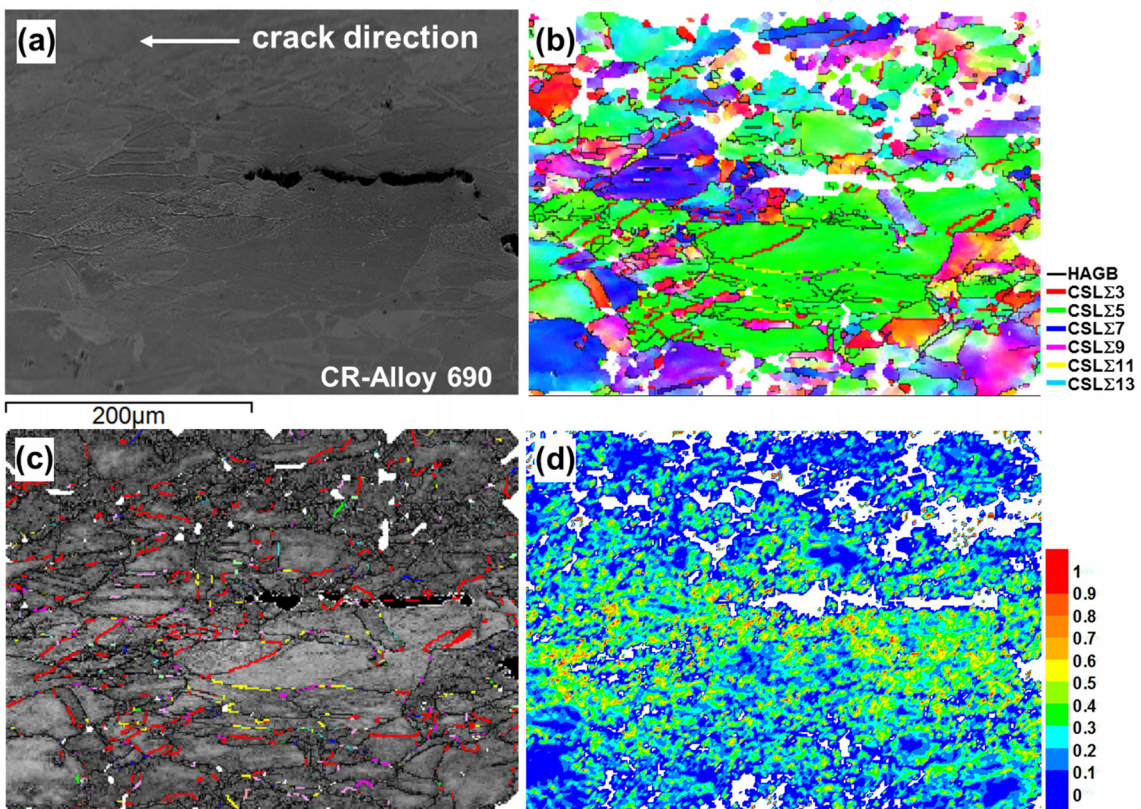 (a)
crack direction
CR-Alloy 690
200µm
(b)
HAGB
CSLΣ3
CSLΣ5
CSLΣ7
CSLΣ9
CSLΣ11
CSLΣ13
(c)
(d)
1
0.9
0.8
0.7
0.6
0.5
0.4
0.3
0.2
0.1
0